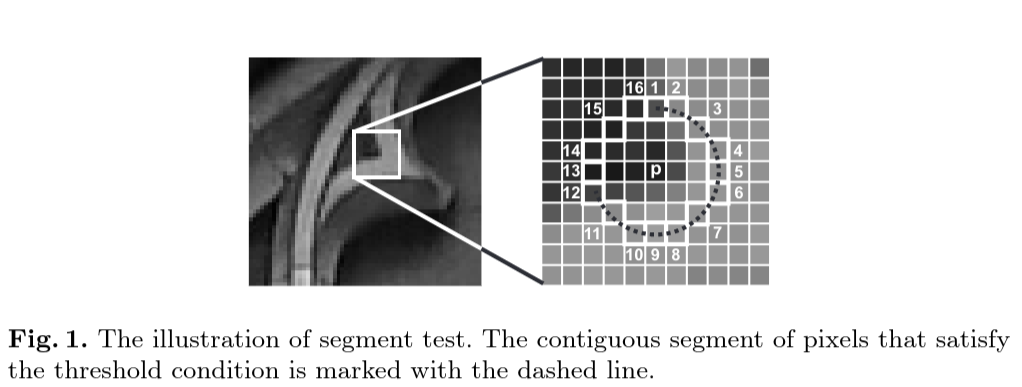 16 1 2
15 3
14 4
13 p 5
12 6
11 7
10 9 8
Fig. 1. The illustration of segment test. The contiguous segment of pixels that satisfy
the threshold condition is marked with the dashed line.